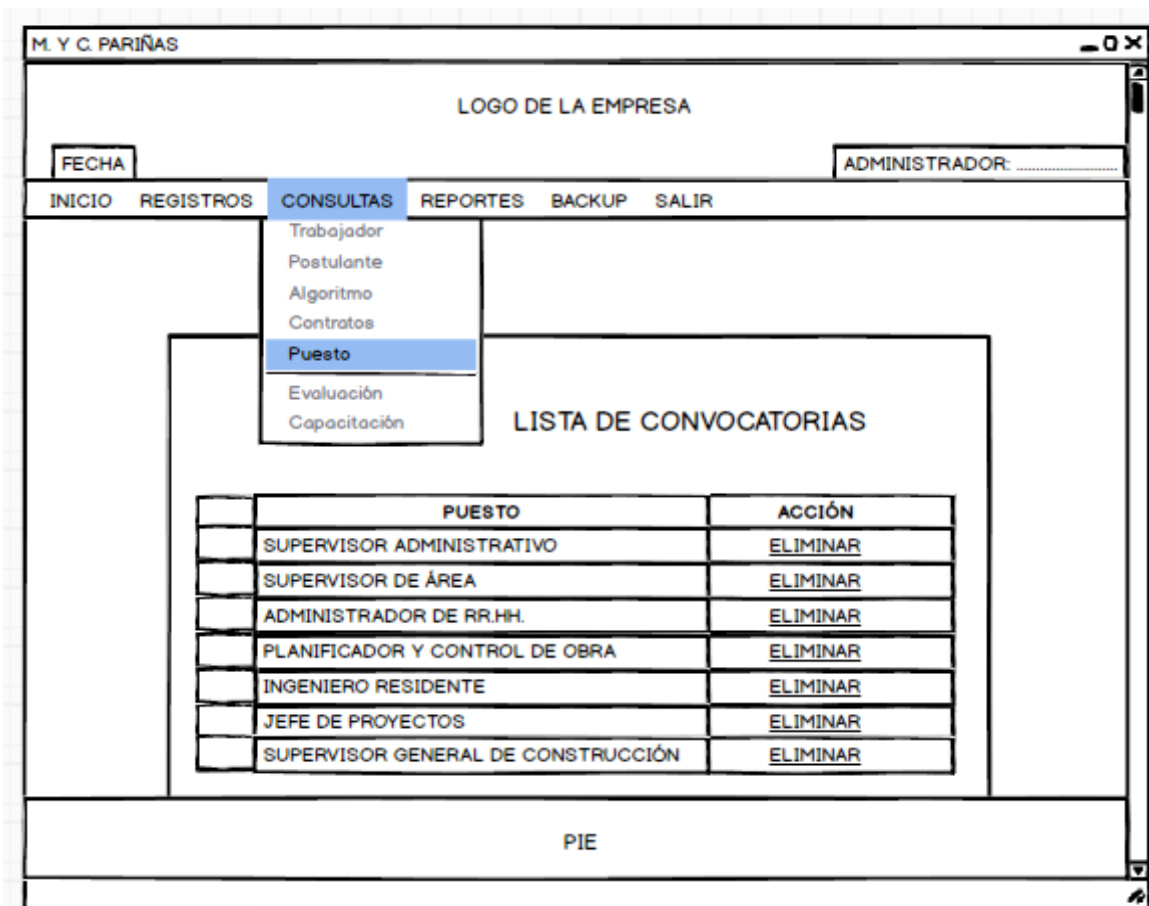 M. Y C. PARIÑAS
LOGO DE LA EMPRESA
FECHA
ADMINISTRADOR: ........................
INICIO REGISTROS CONSULTAS REPORTES BACKUP SALIR
Trabajador
Postulante
Algoritmo
Contratos
Puesto
Evaluación
Capacitación
LISTA DE CONVOCATORIAS
PUESTO ACCIÓN
SUPERVISOR ADMINISTRATIVO ELIMINAR
SUPERVISOR DE ÁREA ELIMINAR
ADMINISTRADOR DE RR.HH. ELIMINAR
PLANIFICADOR Y CONTROL DE OBRA ELIMINAR
INGENIERO RESIDENTE ELIMINAR
JEFE DE PROYECTOS ELIMINAR
SUPERVISOR GENERAL DE CONSTRUCCIÓN ELIMINAR
PIE